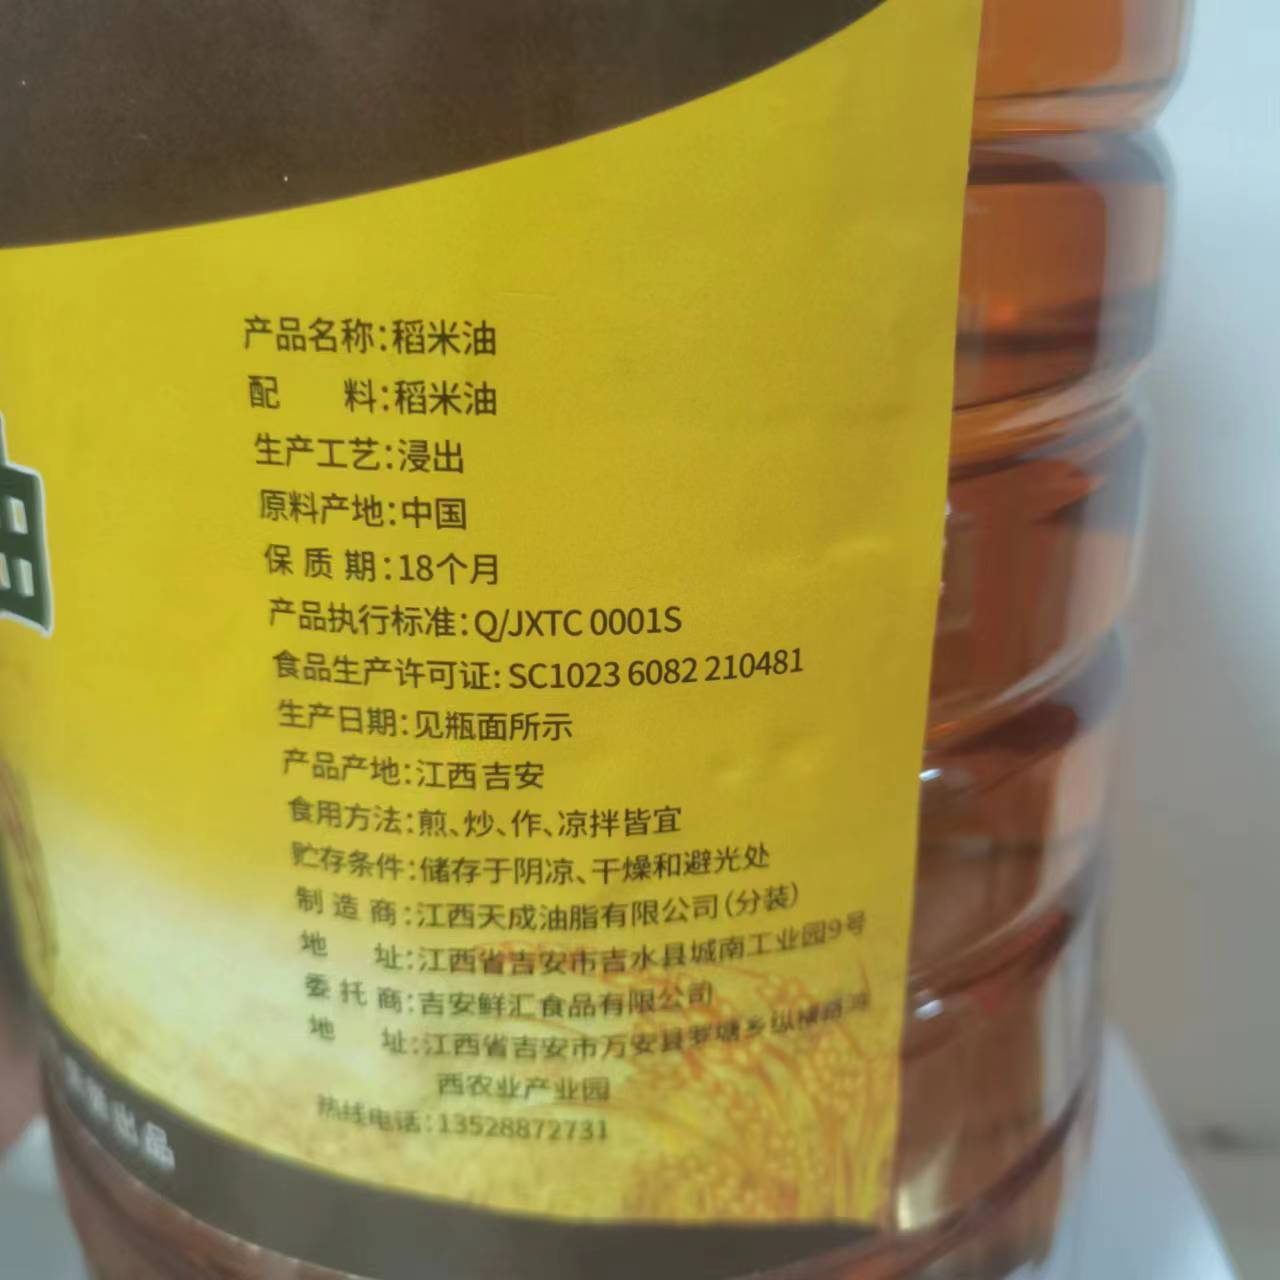 油
产品名称:稻米油
配 料:稻米油
生产工艺:浸出
原料产地:中国
保质期:18个月
产品执行标准:Q/JXTC 0001S
食品生产许可证: SC1023 6082 210481
生产日期:见瓶面所示
产品产地:江西 吉安
食用方法:煎、炒、作、凉拌皆宜
贮存条件:储存于阴凉、干燥和避光处
制造商:江西天成油脂有限公司(分装)
地 址:江西省吉安市吉水县城南工业园9号
委托商:吉安鲜汇食品有限公司
地 址:江西省吉安市万安县罗塘乡纵横路
西农业产业园
热线电话:13528872731
出品